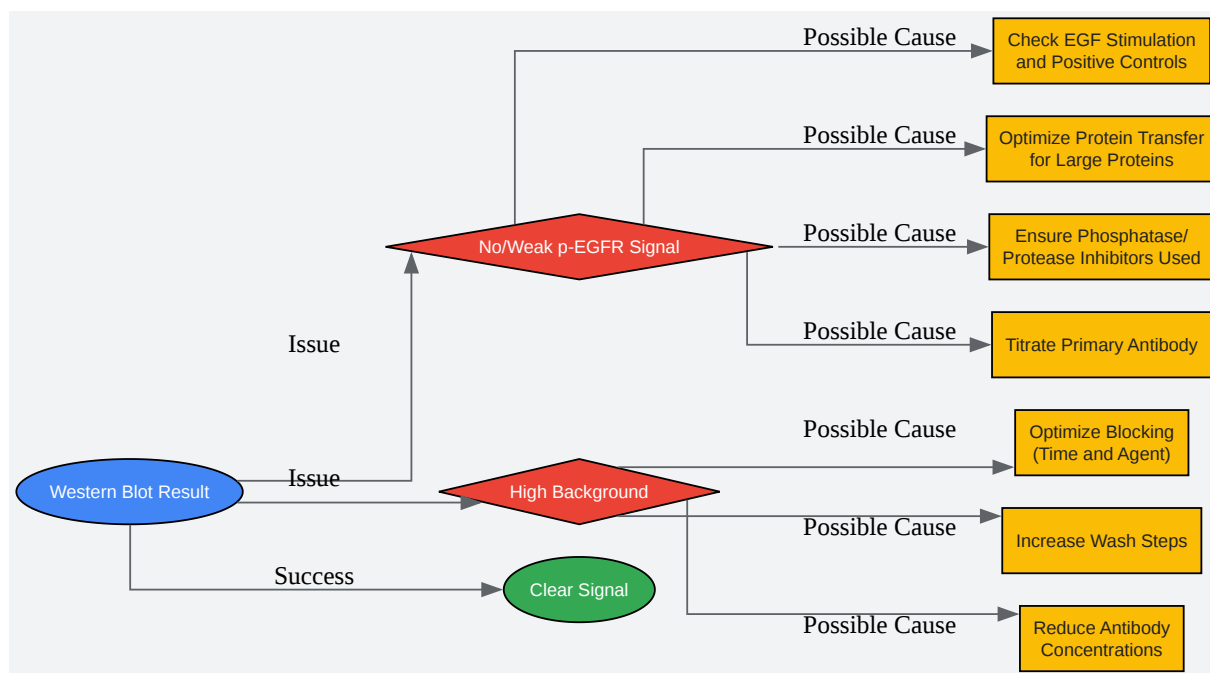 Possible Cause
Check EGF Stimulation
and Positive Controls
Possible Cause
Optimize Protein Transfer
for Large Proteins
No/Weak p-EGFR Signal
Possible Cause
Ensure Phosphatase/
Protease Inhibitors Used
Issue
Possible Cause
Titrate Primary Antibody
Possible Cause
Optimize Blocking
(Time and Agent)
Western Blot Result
Issue
High Background
Possible Cause
Increase Wash Steps
Success
Clear Signal
Possible Cause
Reduce Antibody
Concentrations